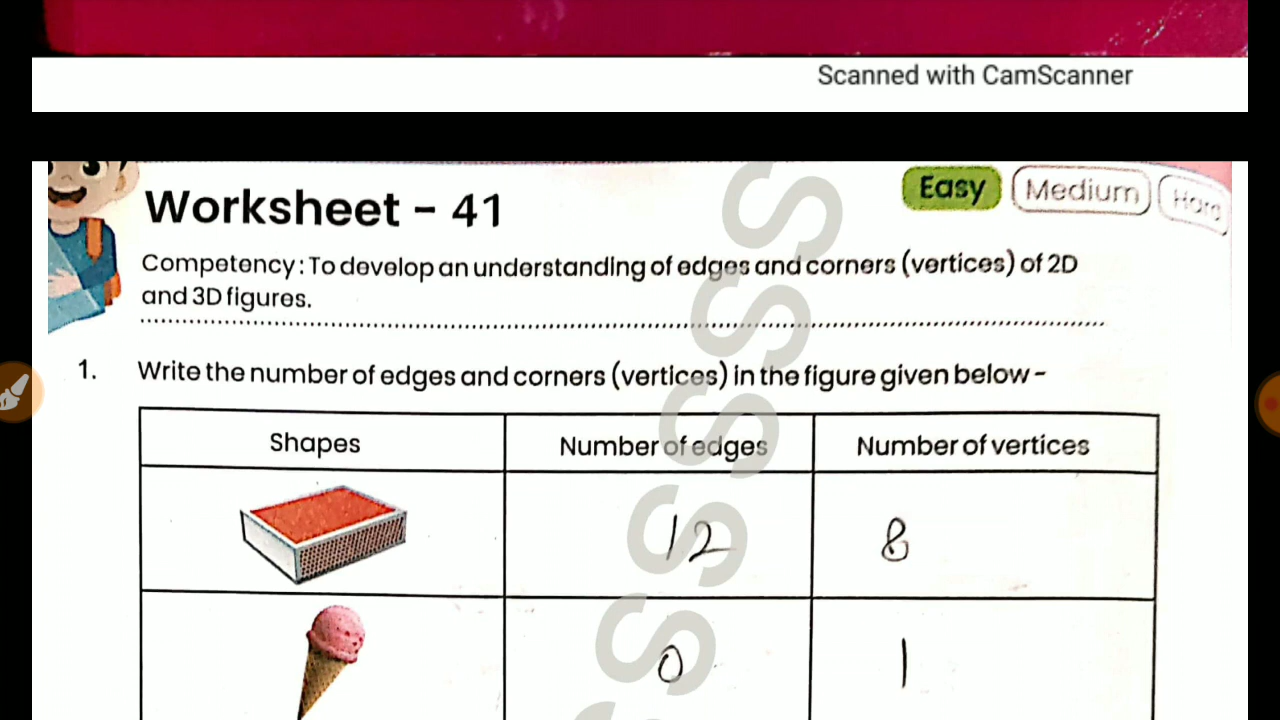 Scanned with CamScanner
Worksheet - 41
Easy Medium Hard
Competency : To develop an understanding of edges and corners (vertices) of 2D
and 3D figures.
1. Write the number of edges and corners (vertices) in the figure given below -
Shapes Number of edges Number of vertices
12 8
0 1